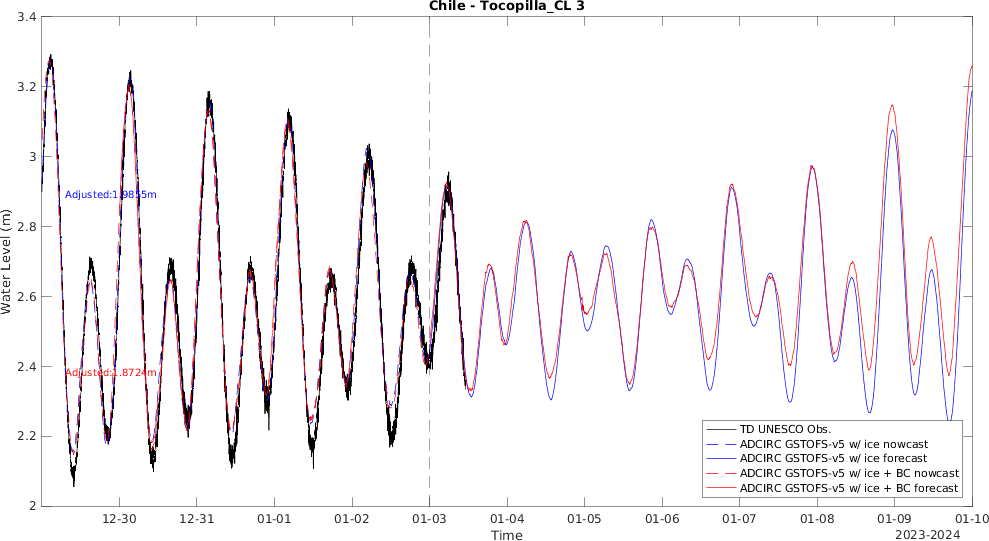 Chile - Tocopilla_CL 3
3.4
3.2
3
2.8
2.6
2.4
2.2
2
Water Level (m)
Adjusted:1.9855m
Adjusted:1.8724m
TD UNESCO Obs.
ADCIRC GSTOFS-v5 w/ ice nowcast
ADCIRC GSTOFS-v5 w/ ice forecast
ADCIRC GSTOFS-v5 w/ ice + BC nowcast
ADCIRC GSTOFS-v5 w/ ice + BC forecast
12-30 12-31 01-01 01-02 01-03 01-04 01-05 01-06 01-07 01-08 01-09 01-10
Time
2023-2024